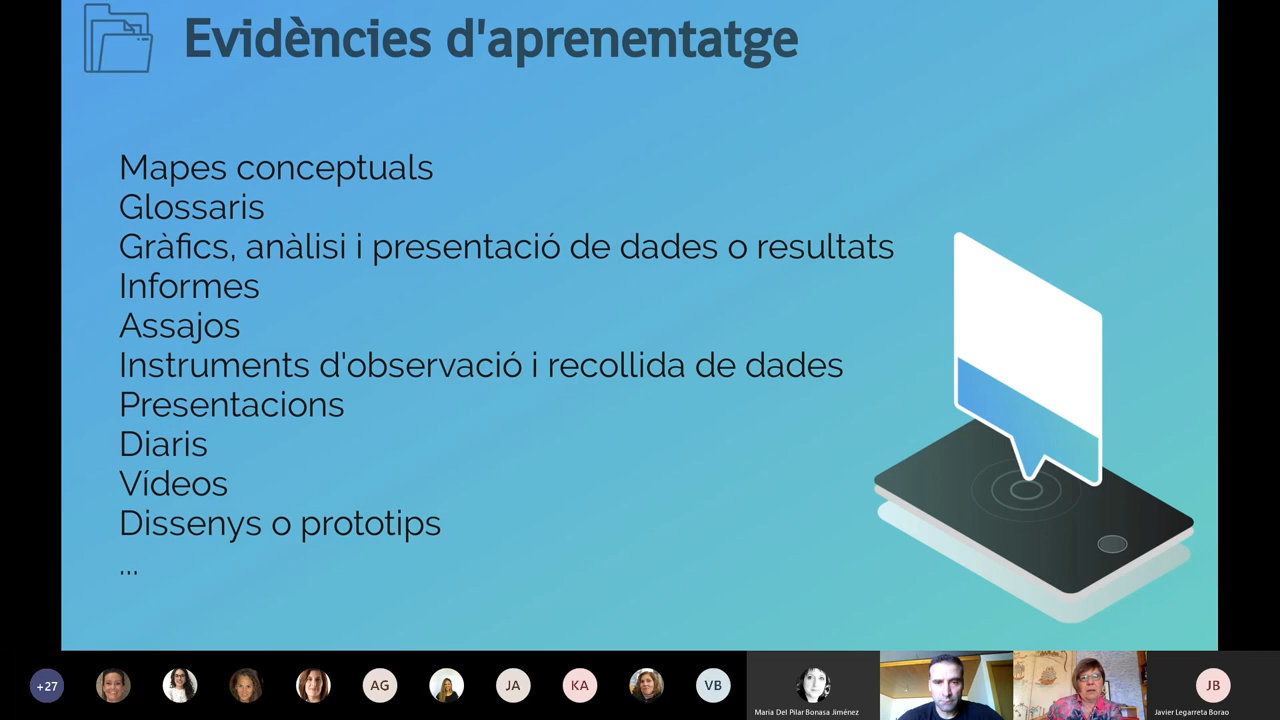 Evidències d'aprenentatge
Mapes conceptuals
Glossaris
Gràfics, anàlisi i presentació de dades o resultats
Informes
Assajos
Instruments d'observació i recollida de dades
Presentacions
Diaris
Vídeos
Dissenys o prototips
...
+27
AG
JA
KA
VB
Maria Del Pilar Bonasa Jiménez
JB
Javier Legarreta Borao